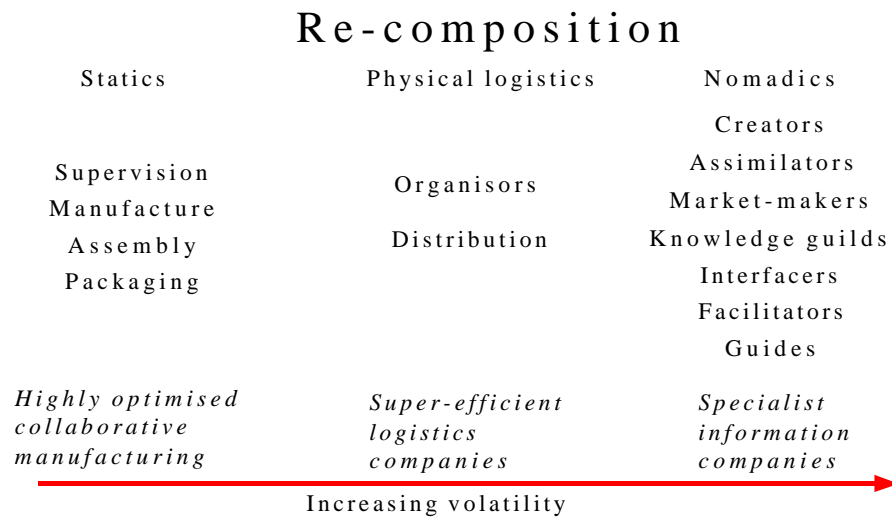 Re-composition
Statics
Physical logistics
Nomadics
Supervision
Manufacture
Assembly
Packaging
Organisors
Distribution
Creators
Assimilators
Market-makers
Knowledge guilds
Interfacers
Facilitators
Guides
Highly optimised
collaborative
manufacturing
Super-efficient
logistics
companies
Specialist
information
companies
Increasing volatility